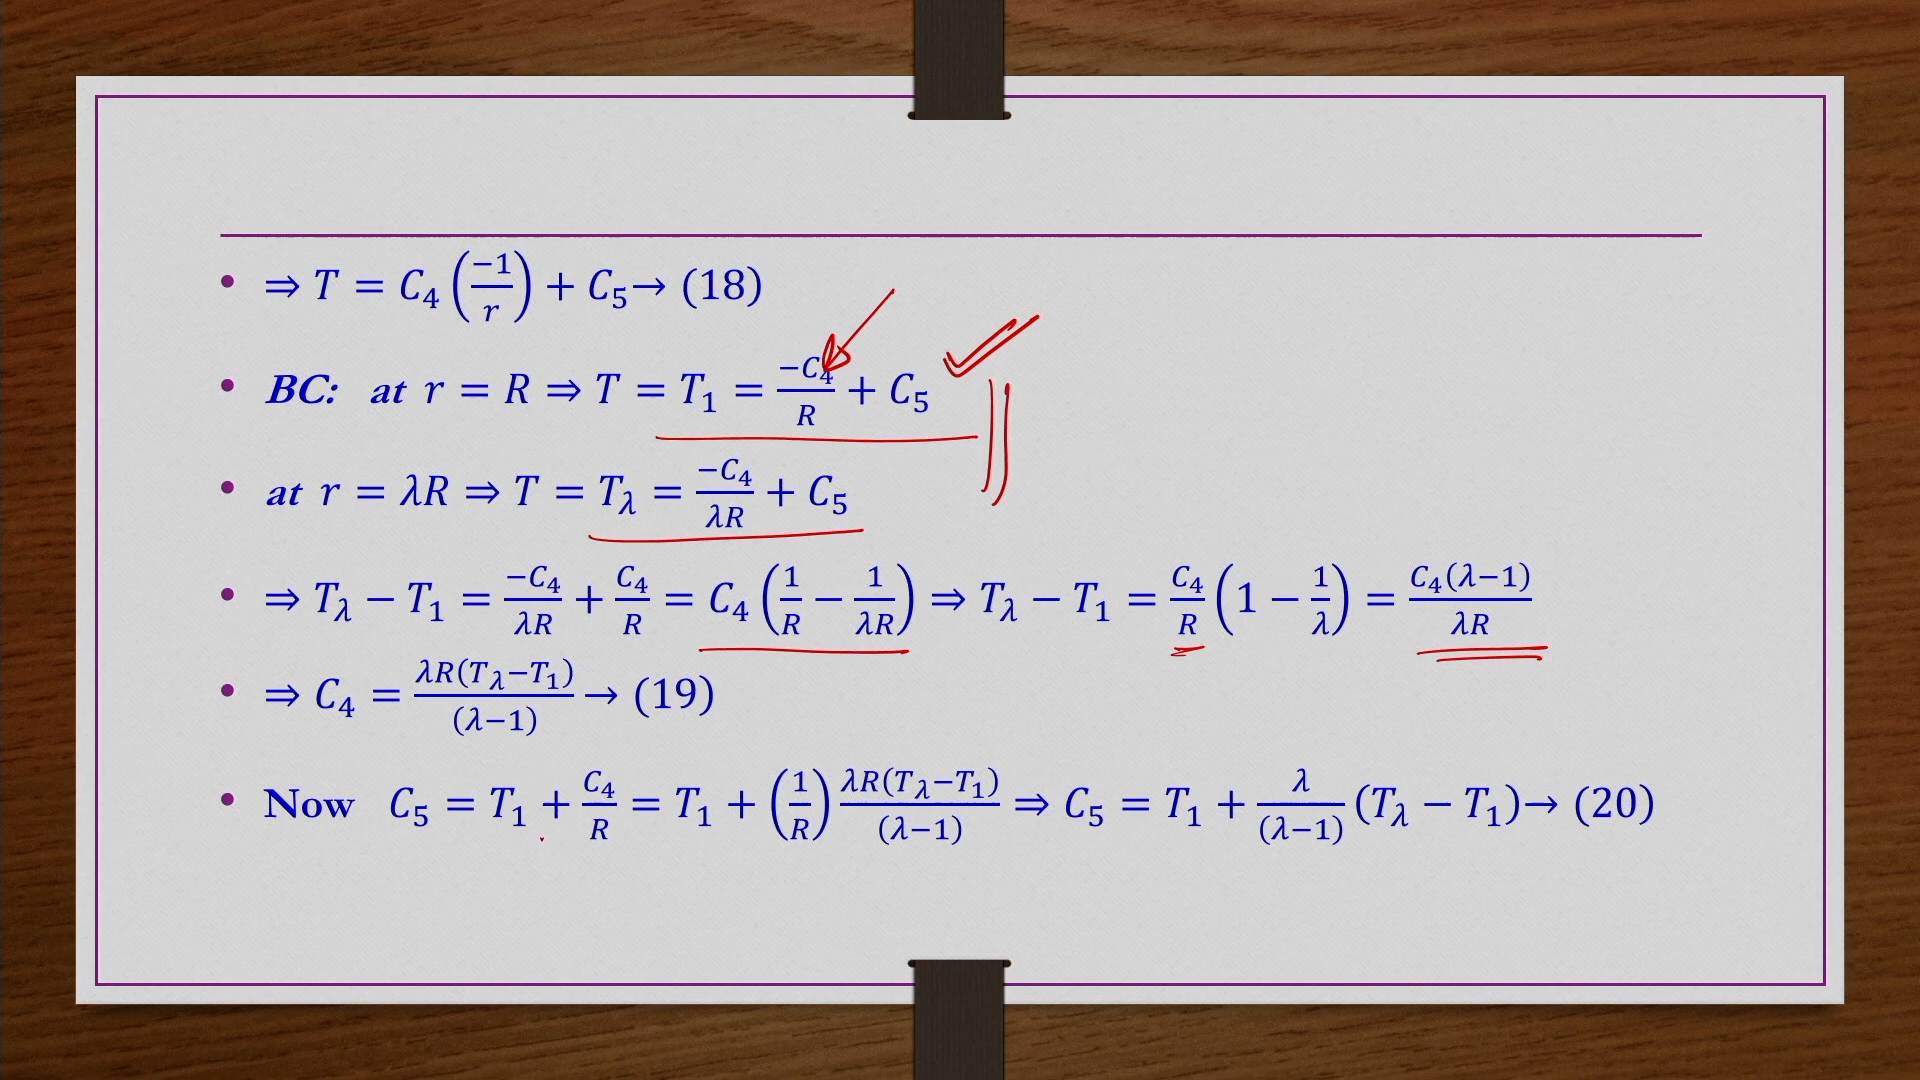 • ⇒ T = C₄ (−1/r) + C₅ → (18)
• BC: at r = R ⇒ T = T₁ = −C₄/R + C₅
• at r = λR ⇒ T = T_λ = −C₄/λR + C₅
• ⇒ T_λ − T₁ = −C₄/λR + C₄/R = C₄ (1/R − 1/λR) ⇒ T_λ − T₁ = C₄/R (1 − 1/λ) = C₄(λ−1)/λR
• ⇒ C₄ = λR(T_λ−T₁)/(λ−1) → (19)
• Now C₅ = T₁ + C₄/R = T₁ + (1/R) λR(T_λ−T₁)/(λ−1) ⇒ C₅ = T₁ + λ/(λ−1) (T_λ − T₁) → (20)